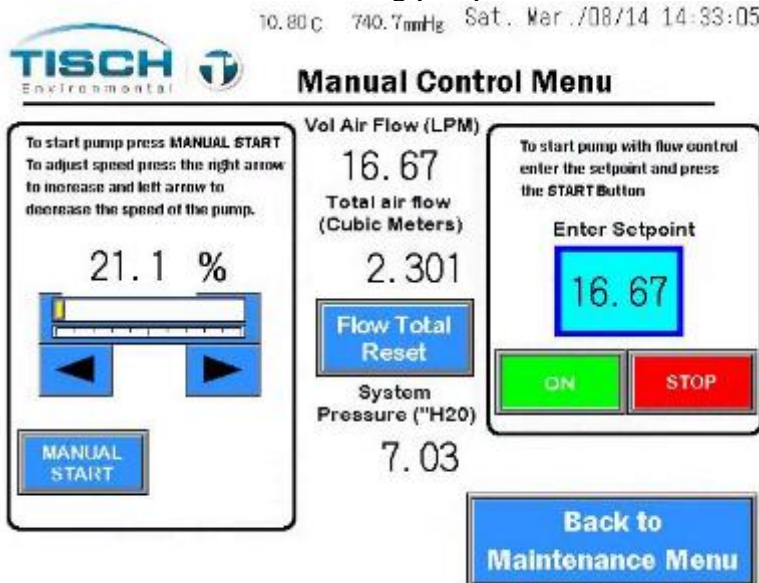 10.80 C 740.7mmHg Sat. Mar./08/14 14:33:05
TISCH
Environmental
Manual Control Menu
To start pump press MANUAL START
To adjust speed press the right arrow
to increase and left arrow to
decrease the speed of the pump.
21.1 %
MANUAL
START
Vol Air Flow (LPM)
16.67
Total air flow
(Cubic Meters)
2.301
Flow Total
Reset
System
Pressure ("H20)
7.03
To start pump with flow control
enter the setpoint and press
the START Button
Enter Setpoint
16.67
ON
STOP
Back to
Maintenance Menu